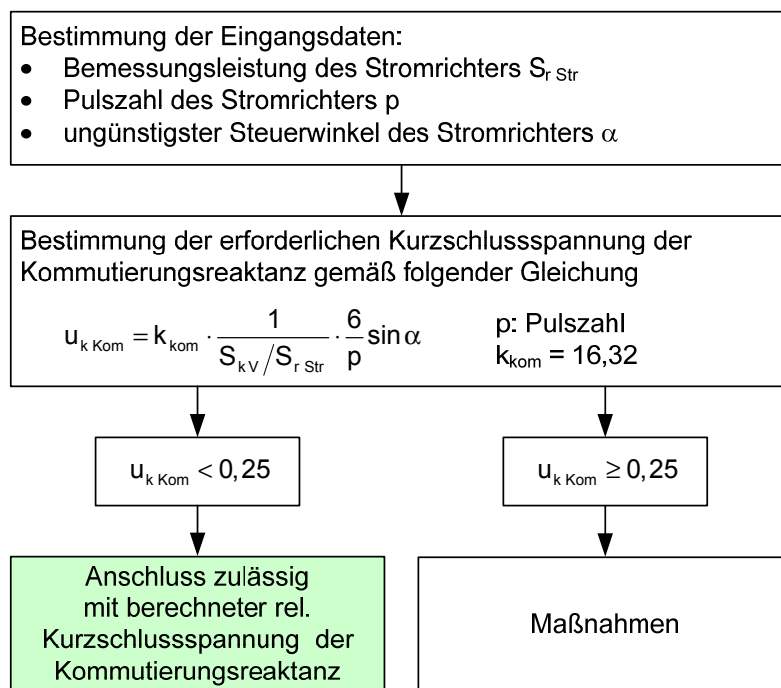 Bestimmung der Eingangsdaten:
• Bemessungsleistung des Stromrichters S_r Str
• Pulszahl des Stromrichters p
• ungünstigster Steuerwinkel des Stromrichters α
Bestimmung der erforderlichen Kurzschlussspannung der
Kommutierungsreaktanz gemäß folgender Gleichung
u_k Kom = k_kom · 1/(S_kV/S_r Str) · 6/p sin α
p: Pulszahl
k_kom = 16,32
u_k Kom < 0,25
u_k Kom ≥ 0,25
Anschluss zulässig
mit berechneter rel.
Kurzschlussspannung der
Kommutierungsreaktanz
Maßnahmen